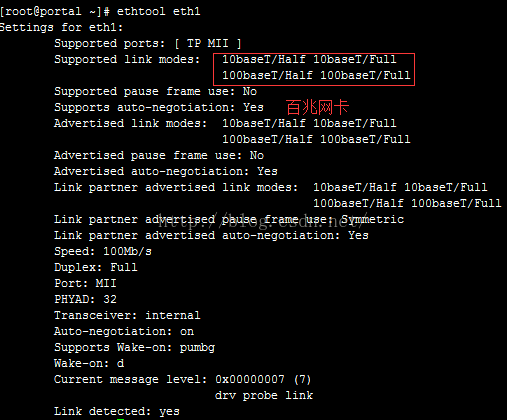 [root@portal ~]# ethtool eth1
Settings for eth1:
Supported ports: [ TP MII ]
Supported link modes: 10baseT/Half 10baseT/Full
100baseT/Half 100baseT/Full
Supported pause frame use: No
Supports auto-negotiation: Yes 百兆网卡
Advertised link modes: 10baseT/Half 10baseT/Full
100baseT/Half 100baseT/Full
Advertised pause frame use: No
Advertised auto-negotiation: Yes
Link partner advertised link modes: 10baseT/Half 10baseT/Full
100baseT/Half 100baseT/Full
Link partner advertised pause frame use: Symmetric
http://blog.csdn.net/
Link partner advertised auto-negotiation: Yes
Speed: 100Mb/s
Duplex: Full
Port: MII
PHYAD: 32
Transceiver: internal
Auto-negotiation: on
Supports Wake-on: pumbg
Wake-on: d
Current message level: 0x00000007 (7)
drv probe link
Link detected: yes